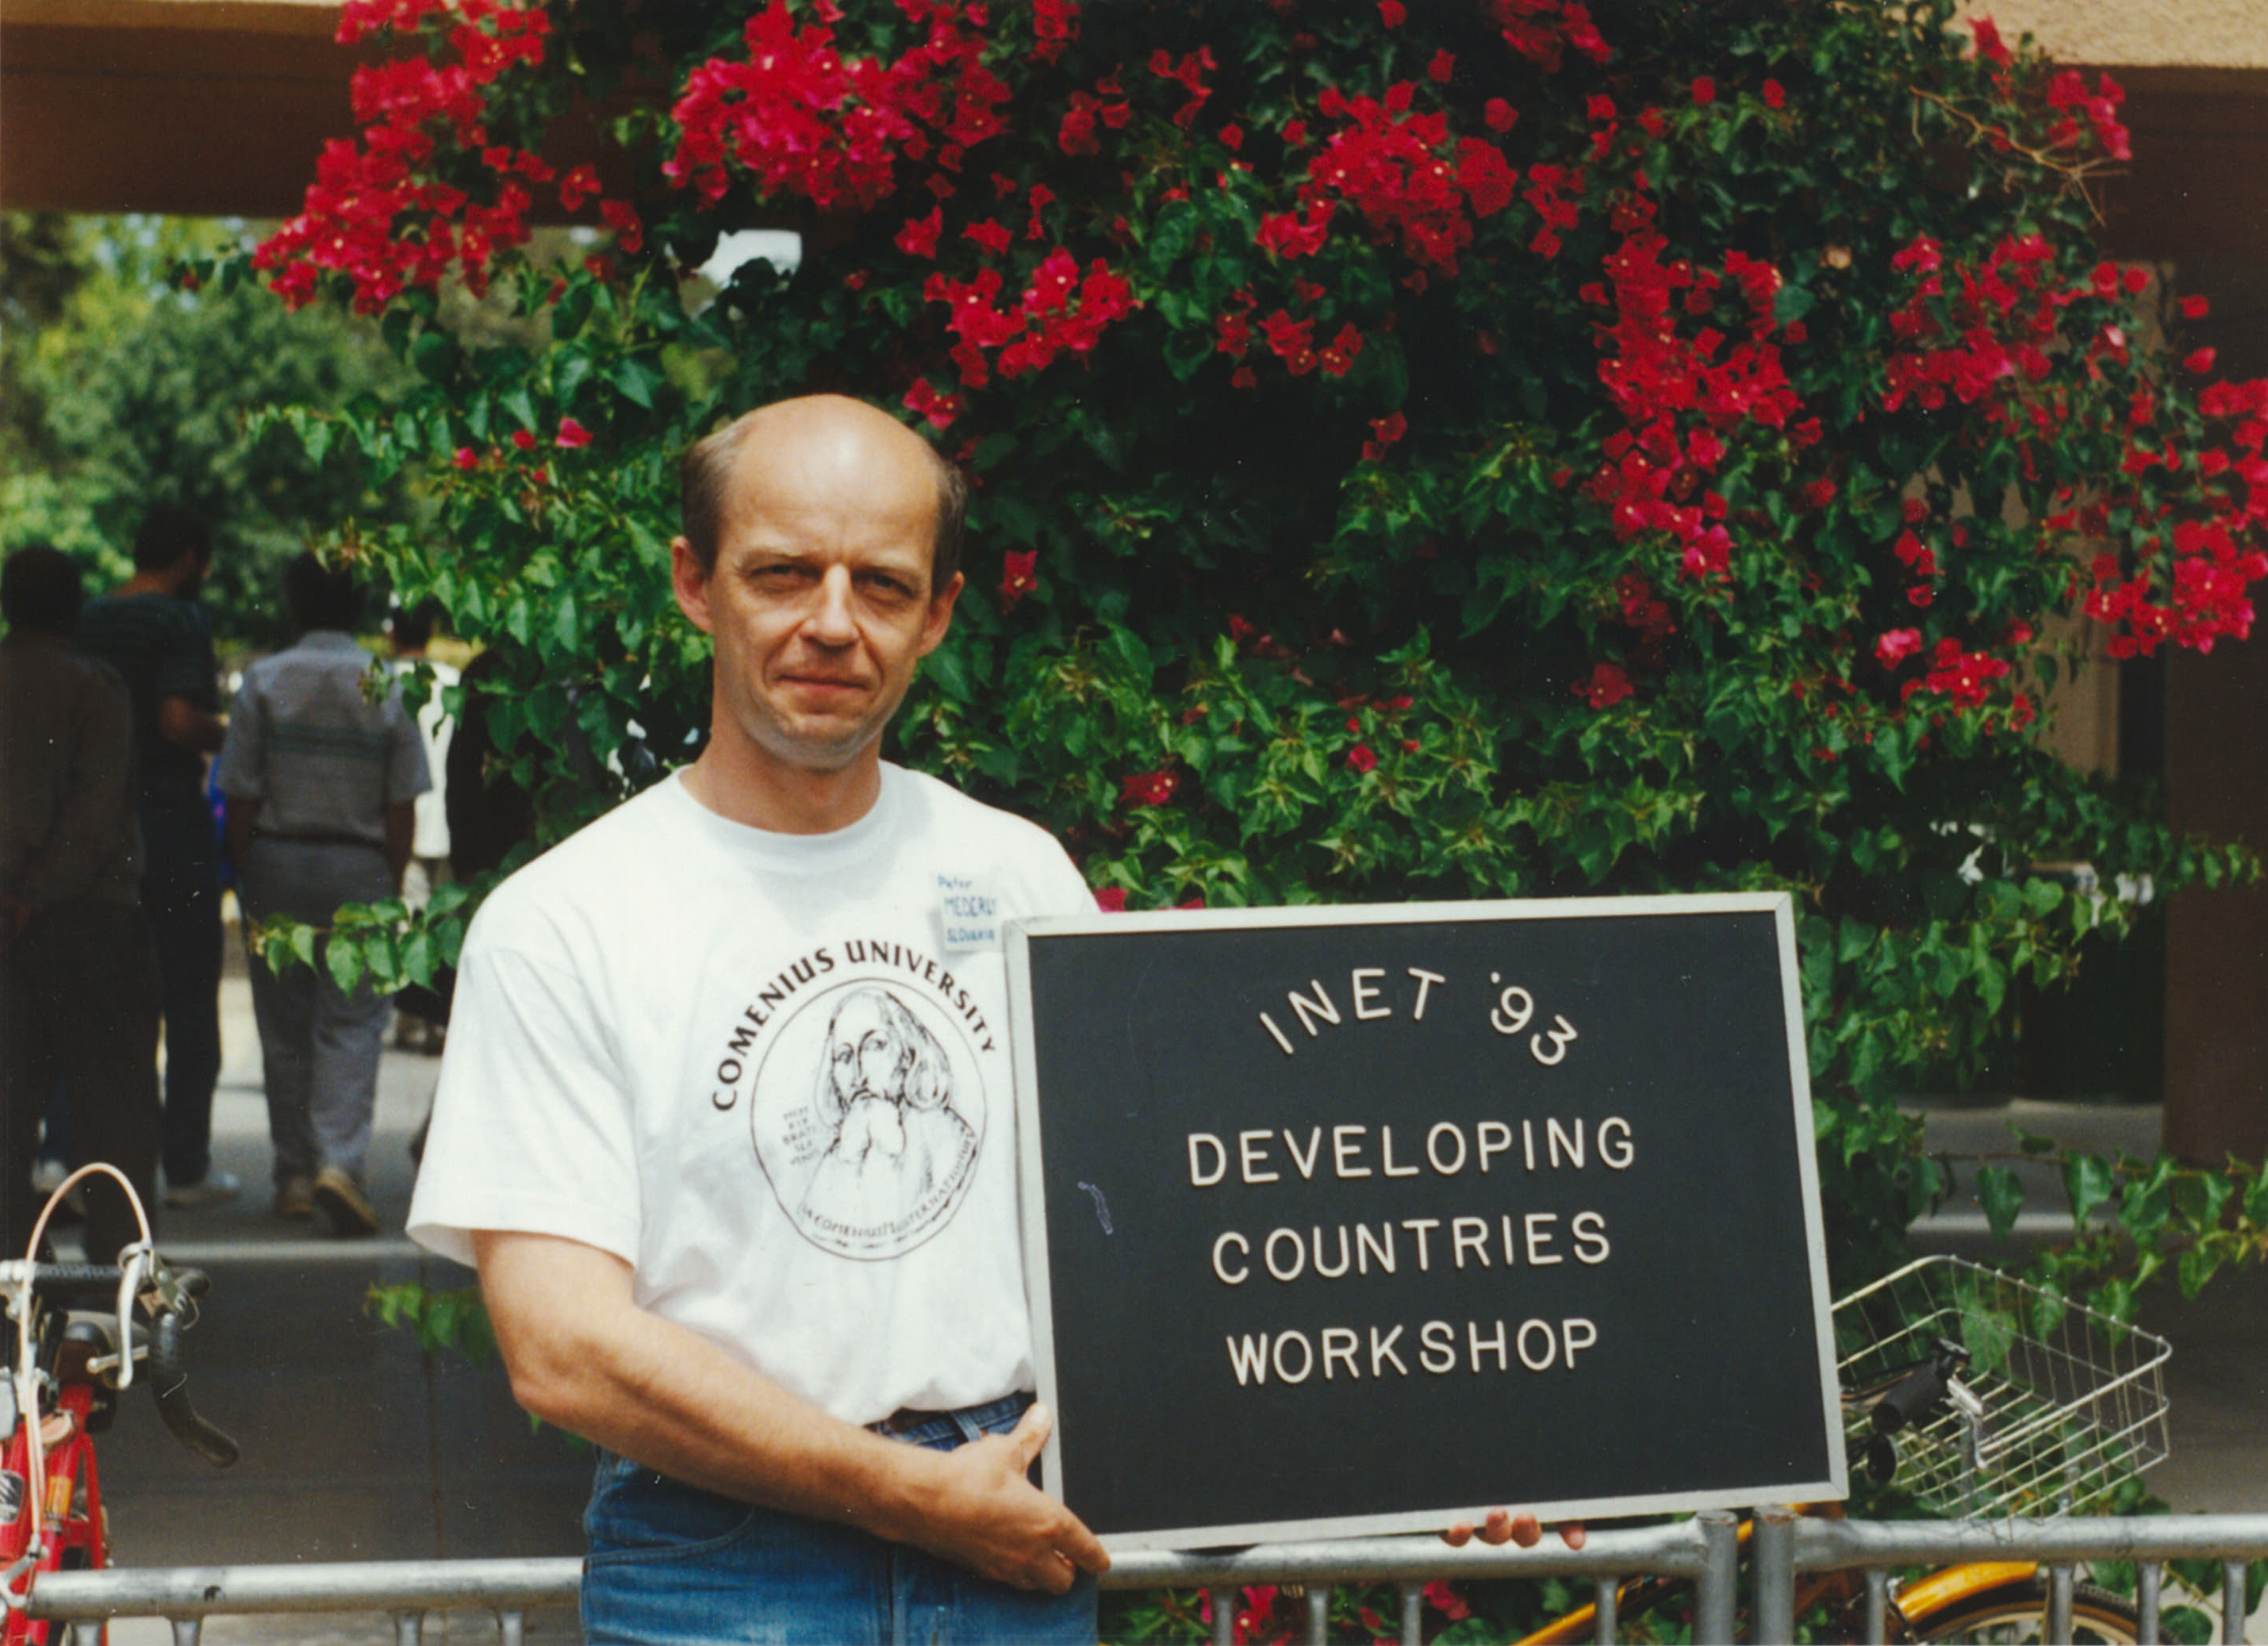 Peter
MEDERLY
SLOVAKIA
COMENIUS UNIVERSITY
INET '93
DEVELOPING
COUNTRIES
WORKSHOP